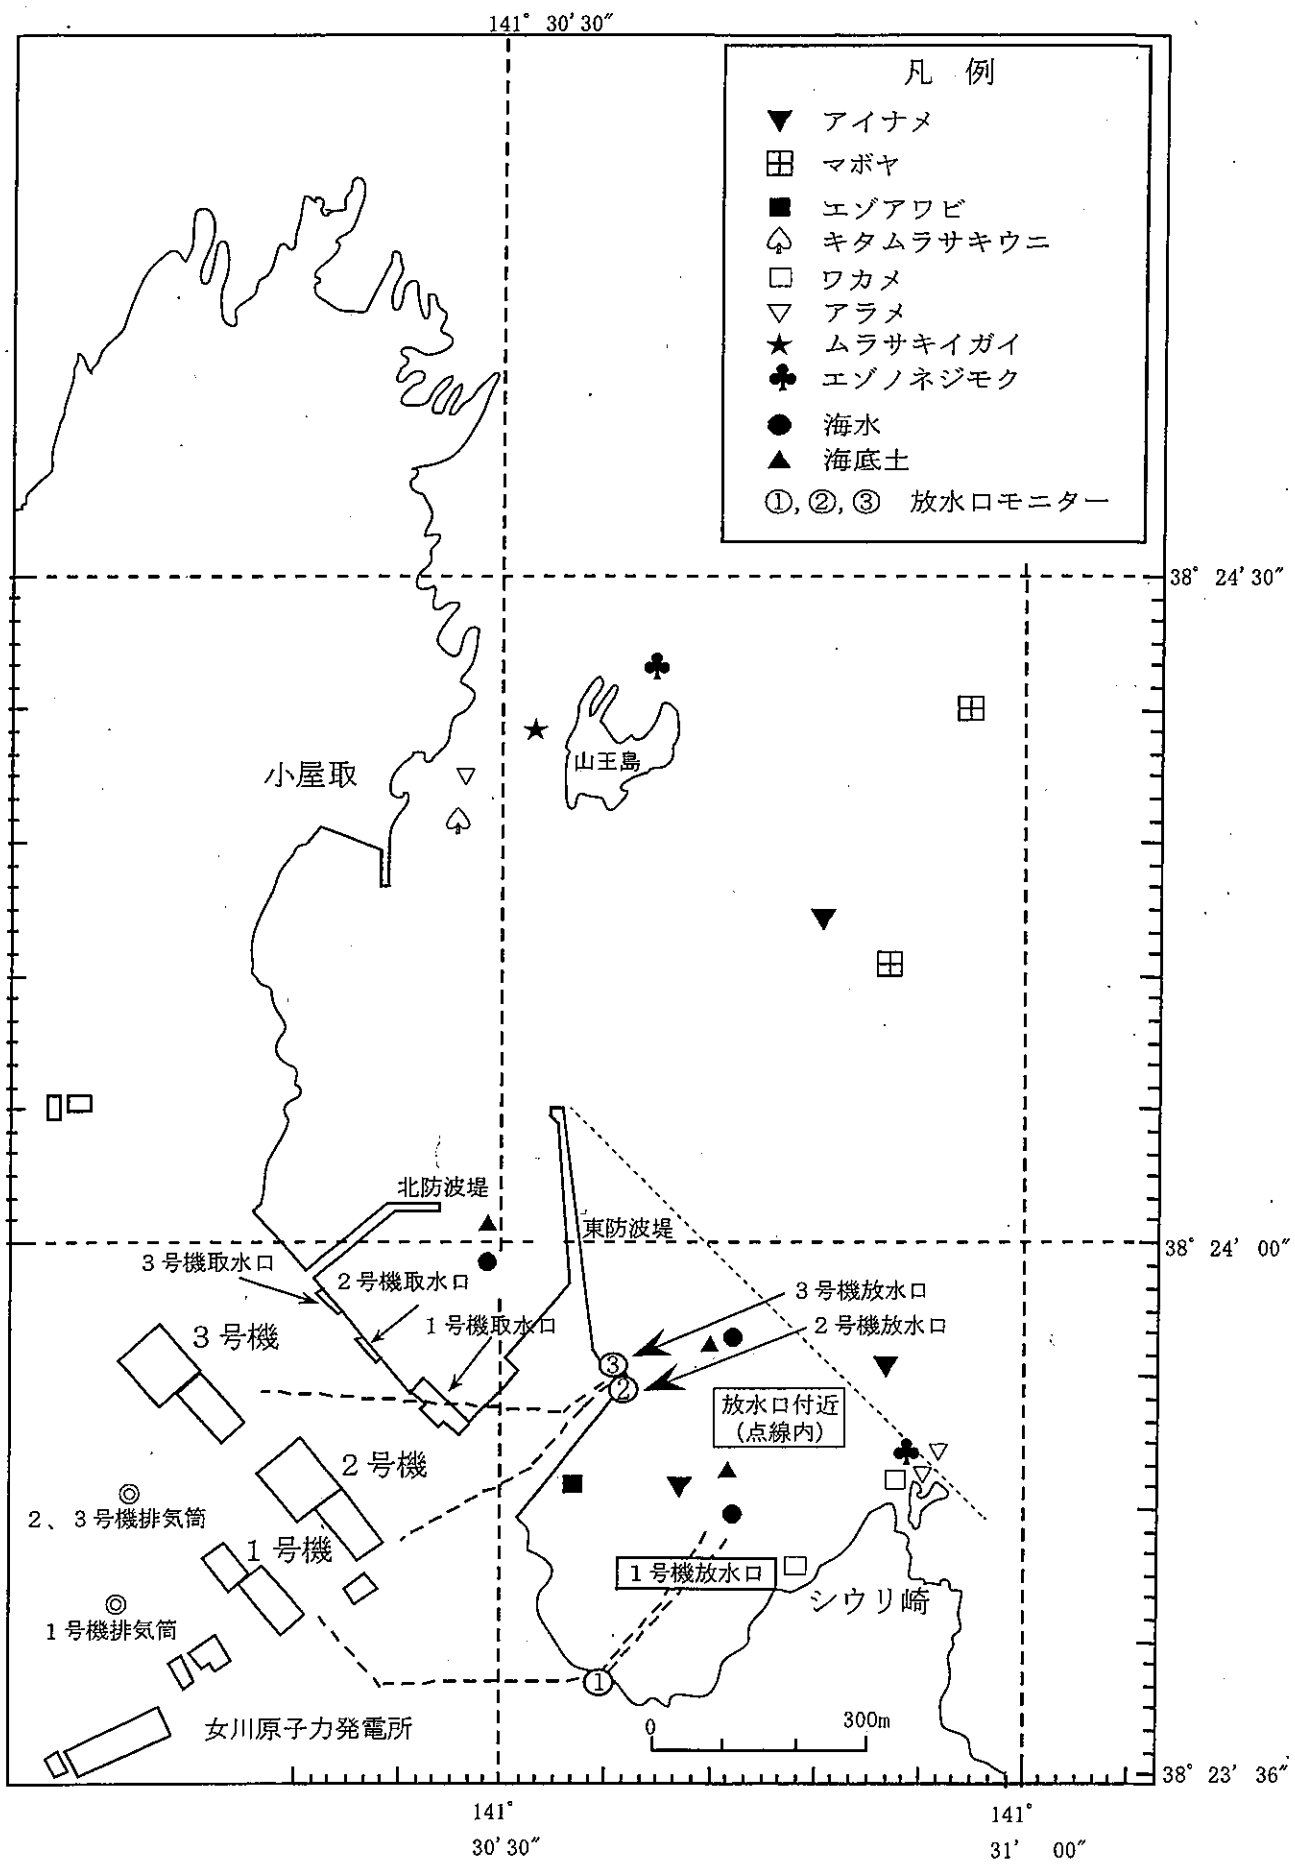 141° 30′30″
凡 例
アイナメ
マボヤ
エゾアワビ
キタムラサキウニ
ワカメ
アラメ
ムラサキイガイ
エゾノネジモク
海水
海底土
①,②,③ 放水口モニター
38° 24′30″
山王島
小屋取
北防波堤
東防波堤
38° 24′00″
3号機取水口
2号機取水口
1号機取水口
3号機放水口
2号機放水口
3号機
③
②
放水口付近
(点線内)
2号機
2、3号機排気筒
1号機
1号機放水口
シウリ崎
1号機排気筒
①
女川原子力発電所
0 300m
38° 23′36″
141°
30′30″
141°
31′00″